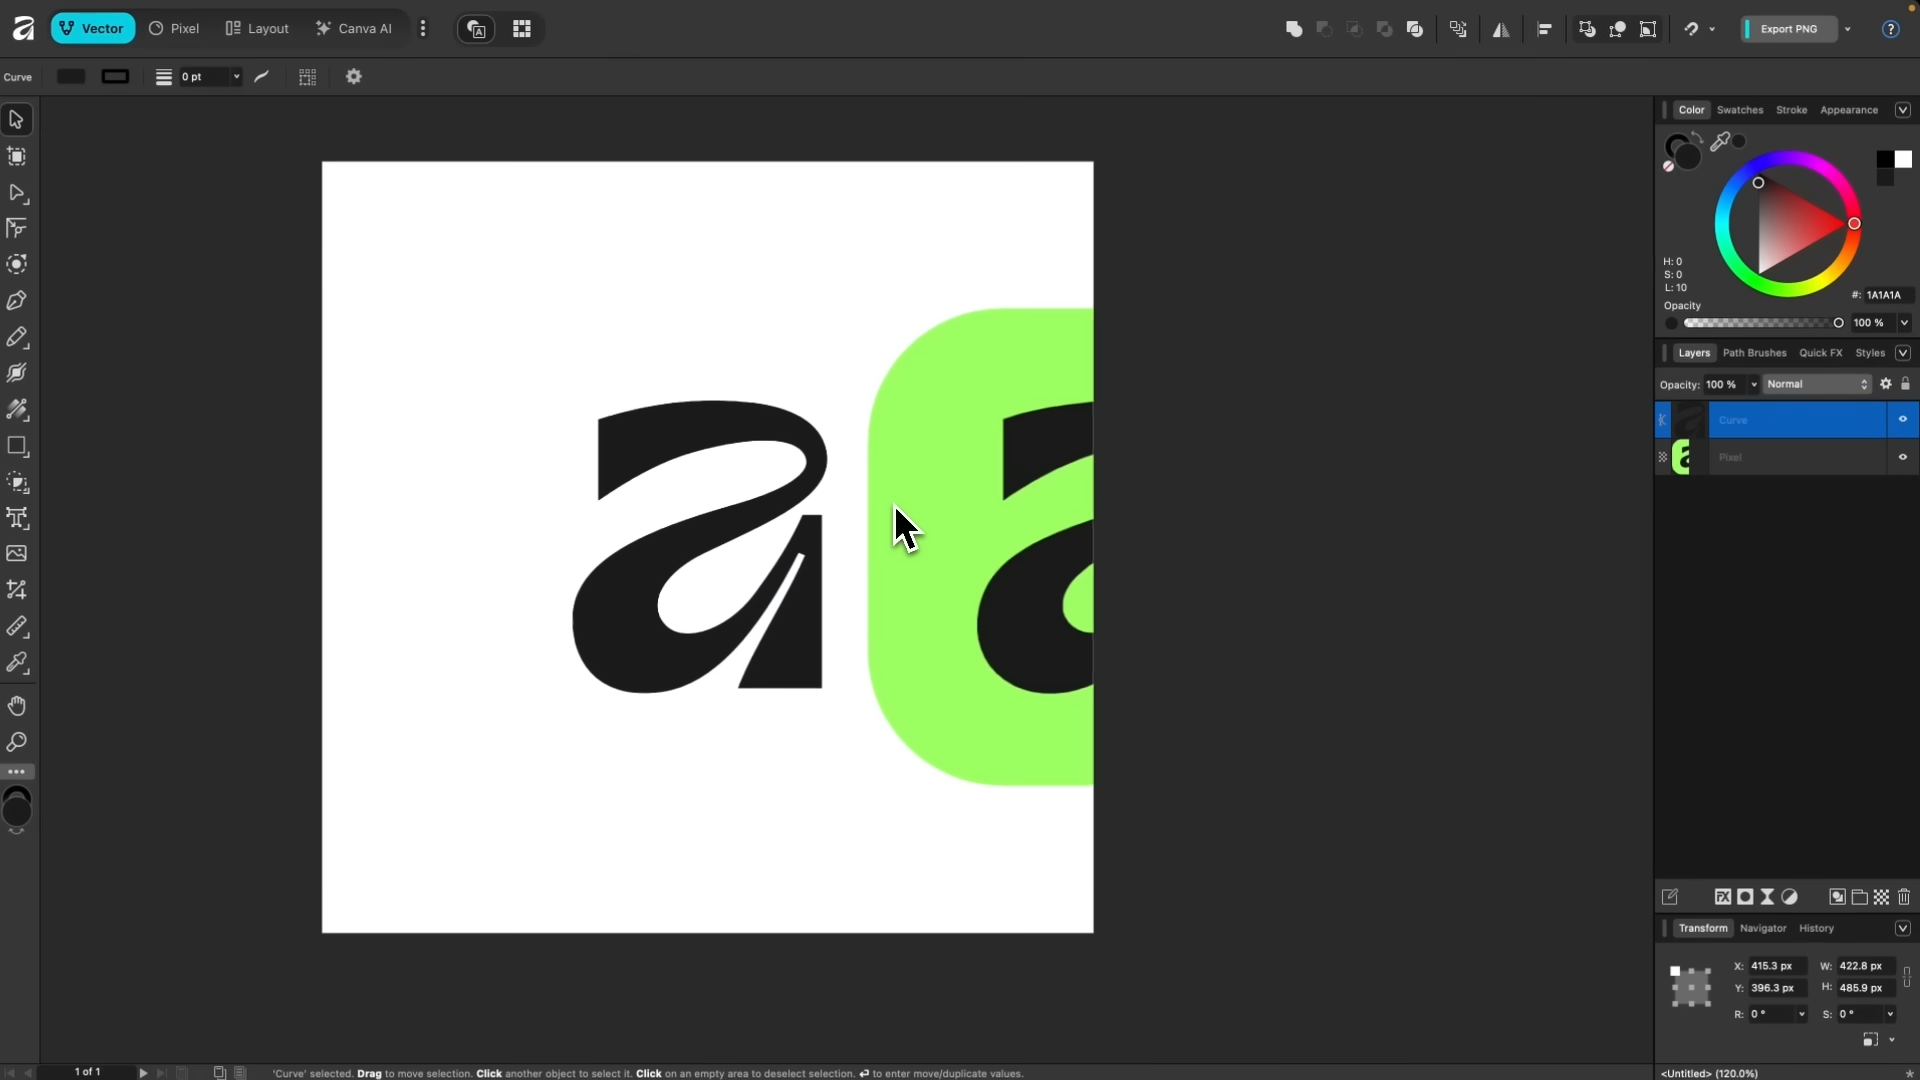 Vector
Pixel
Layout
Canva AI
Export PNG
Curve
0 pt
Color
Swatches
Stroke
Appearance
H: 0
S: 0
L: 10
#: 1A1A1A
Opacity
100 %
Layers
Path Brushes
Quick FX
Styles
Opacity: 100 %
Normal
Curve
Pixel
a
a
Transform
Navigator
History
X: 415.3 px
W: 422.8 px
Y: 396.3 px
H: 485.9 px
R: 0 °
S: 0 °
1 of 1
'Curve' selected. Drag to move selection. Click another object to select it. Click on an empty area to deselect selection. ↵ to enter move/duplicate values.
<Untitled> (120.0%)